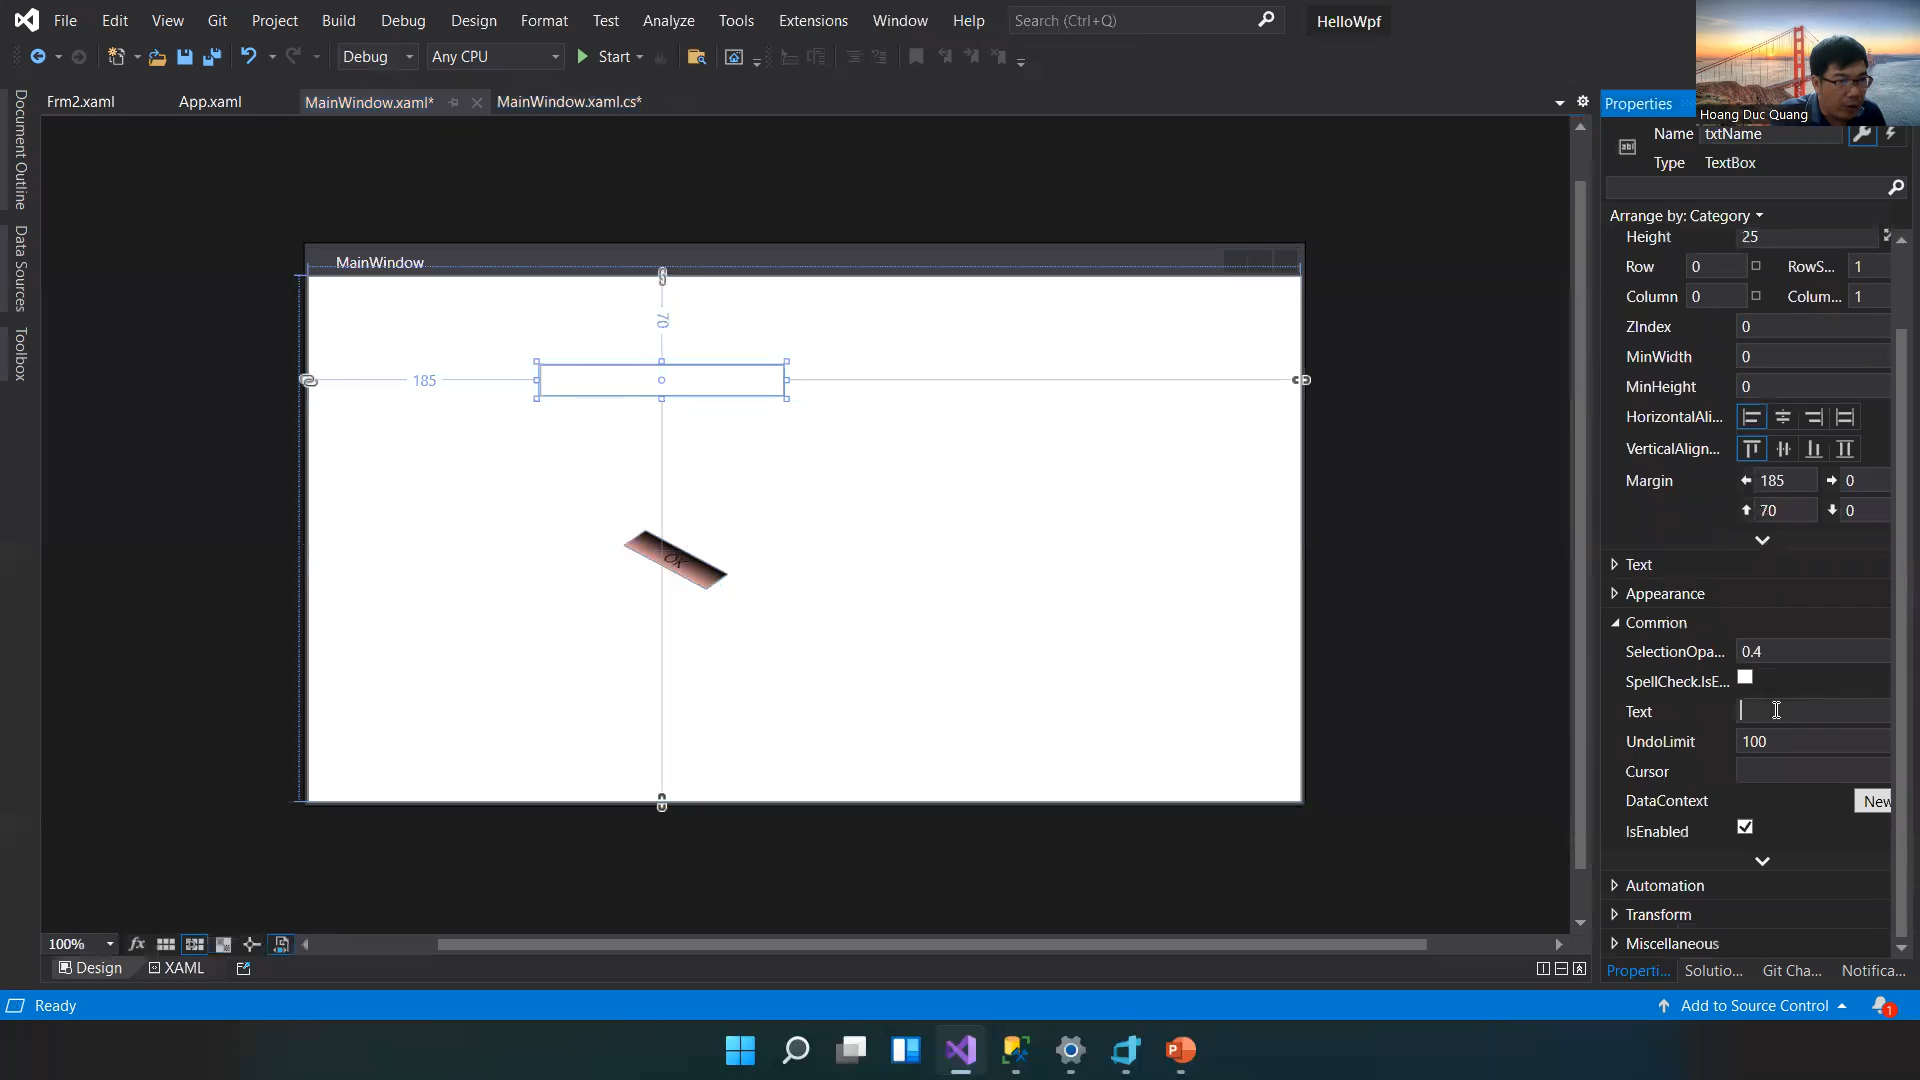 File Edit View Git Project Build Debug Design Format Test Analyze Tools Extensions Window Help Search (Ctrl+Q) HelloWpf
Debug Any CPU Start
Hoang Duc Quang
Frm2.xaml App.xaml MainWindow.xaml* MainWindow.xaml.cs*
Document Outline
Data Sources
Toolbox
MainWindow
70
185
OK
Properties
Name txtName
Type TextBox
Arrange by: Category
Height 25
Row 0 RowS... 1
Column 0 Colum... 1
ZIndex 0
MinWidth 0
MinHeight 0
HorizontalAli...
VerticalAlign...
Margin 185 0
70 0
Text
Appearance
Common
SelectionOpa... 0.4
SpellCheck.IsE...
Text
UndoLimit 100
Cursor
DataContext New
IsEnabled
Automation
Transform
Miscellaneous
100% fx
Design XAML
Properti... Solutio... Git Cha... Notifica...
Ready Add to Source Control 1